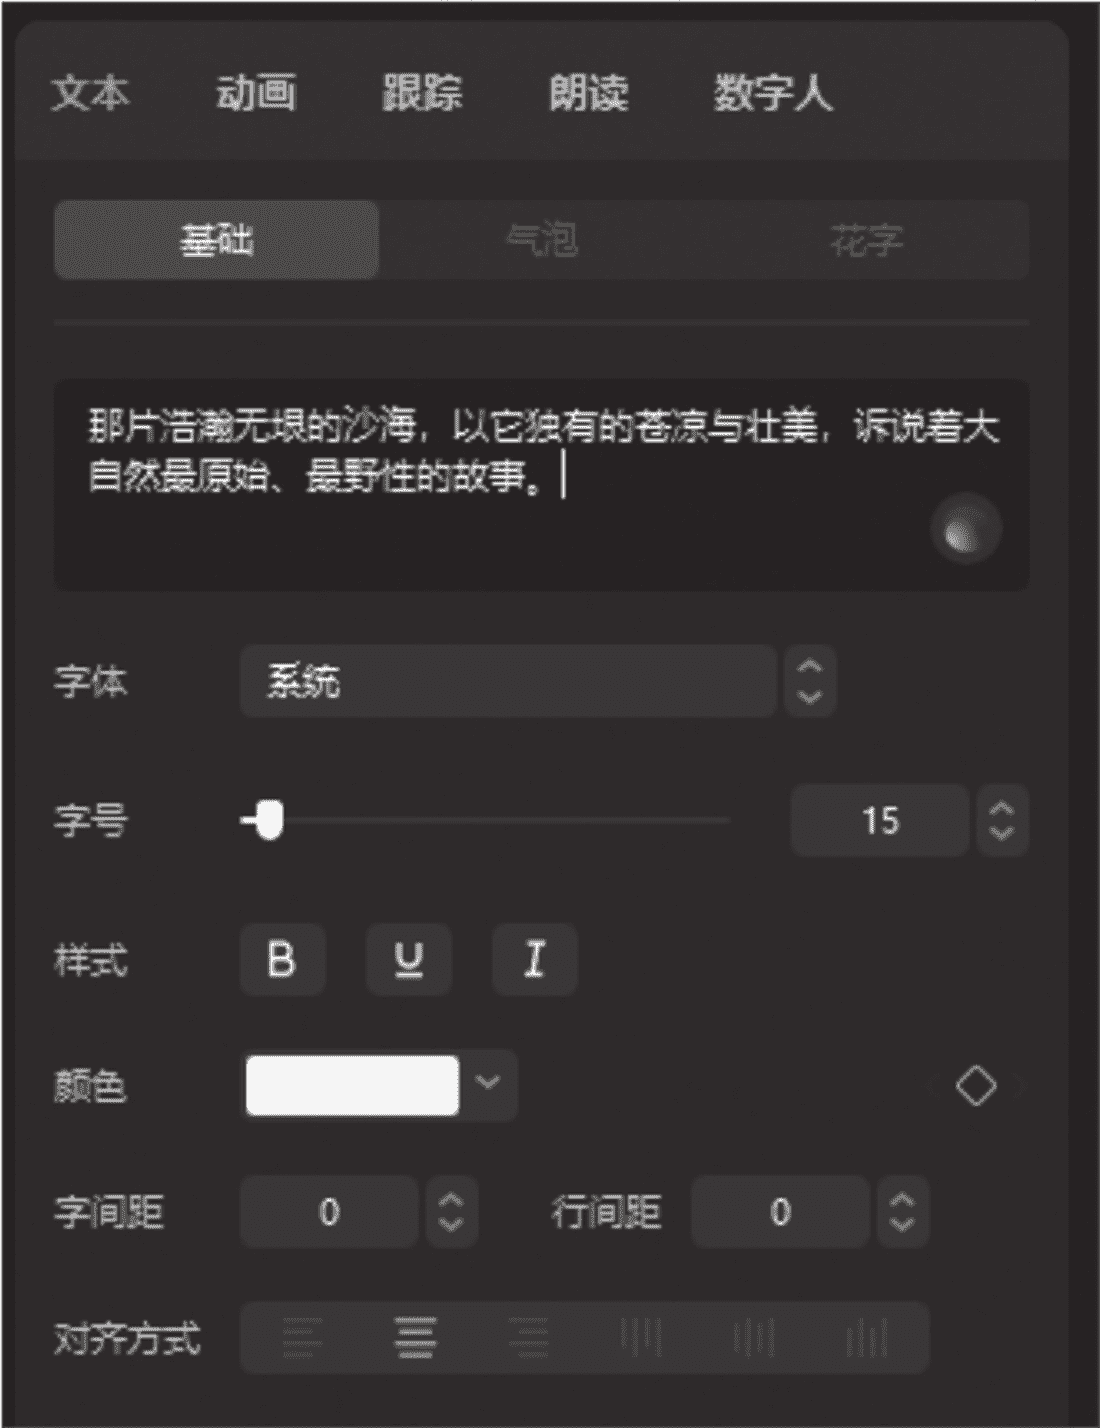 文本 动画 跟踪 朗读 数字人
基础 气泡 花字
那片浩瀚无垠的沙海，以它独有的苍凉与壮美，诉说着大
自然最原始、最野性的故事。
字体 系统
字号 15
样式 B U I
颜色
字间距 0 行间距 0
对齐方式